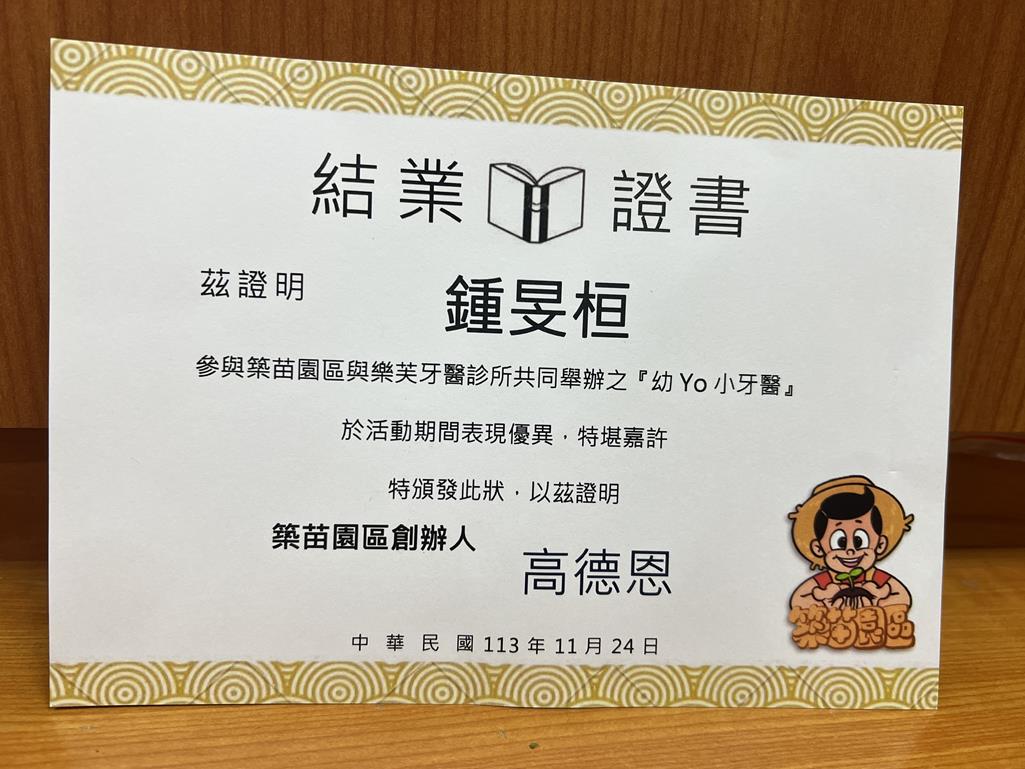 結業 證書
茲證明
鍾旻桓
參與築苗園區與樂芙牙醫診所共同舉辦之『幼 Yo 小牙醫』
於活動期間表現優異，特堪嘉許
特頒發此狀，以茲證明
築苗園區創辦人
高德恩
築苗園區
中華民國 113 年 11 月 24 日